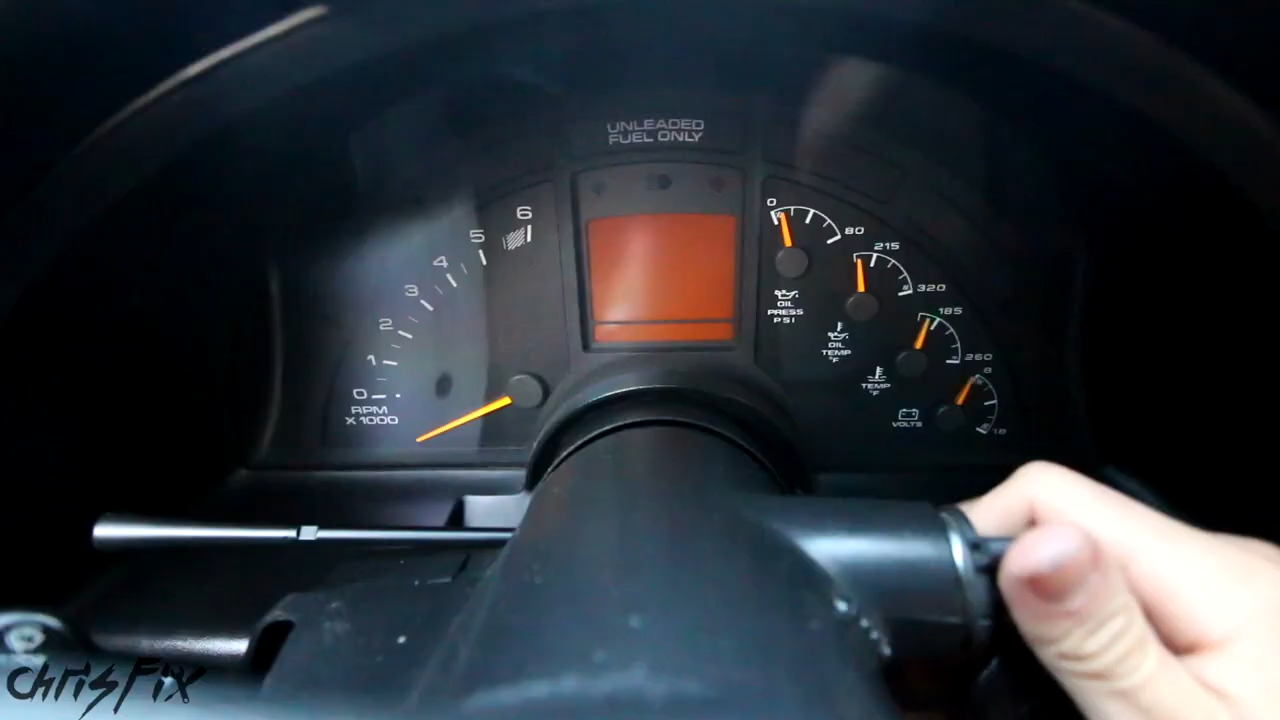 UNLEADED
FUEL ONLY
6
5
4
3
2
1
0
RPM
X 1000
0
80
OIL
PRESS
PSI
215
320
OIL
TEMP
°F
185
260
TEMP
°F
8
18
VOLTS
ChrisFix